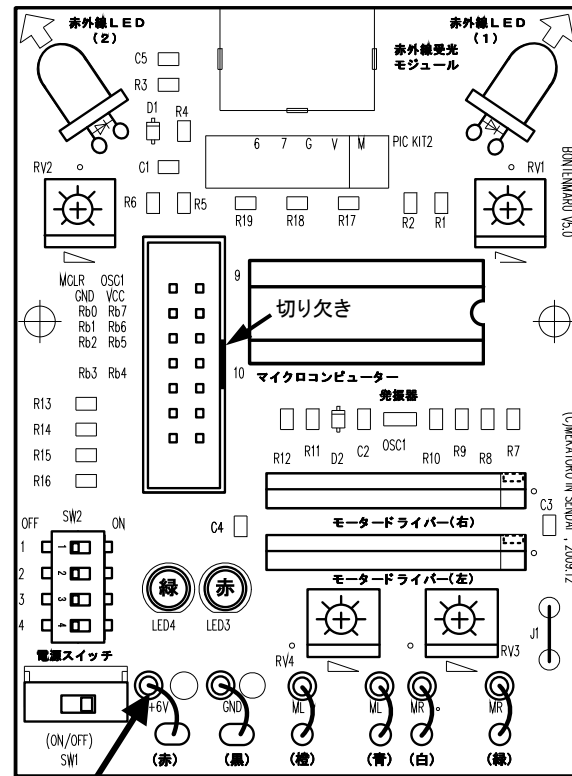 赤外線LED
(2)
赤外線LED
(1)
赤外線受光
モジュール
C5
R3
D1
R4
6 7 G V M
PIC KIT2
BONTENMARU V5.0
RV2
C1
RV1
R6
R5
R19
R18
R17
R2
R1
MCLR OSC1
GND VCC
Rb0 Rb7
Rb1 Rb6
Rb2 Rb5
Rb3 Rb4
9
切り欠き
10
マイクロコンピューター
発振器
R13
R14
R15
R16
R12
R11
D2
C2
OSC1
R10
R9
R8
R7
C3
OFF
SW2
ON
C4
モータードライバー(右)
1
2
3
4
1
2
3
4
緑
赤
モータードライバー(左)
LED4
LED3
電源スイッチ
RV4
RV3
J1
+6V
GND
ML
ML
MR
MR
(ON/OFF)
SW1
(赤)
(黒)
(橙)
(青)
(白)
(緑)